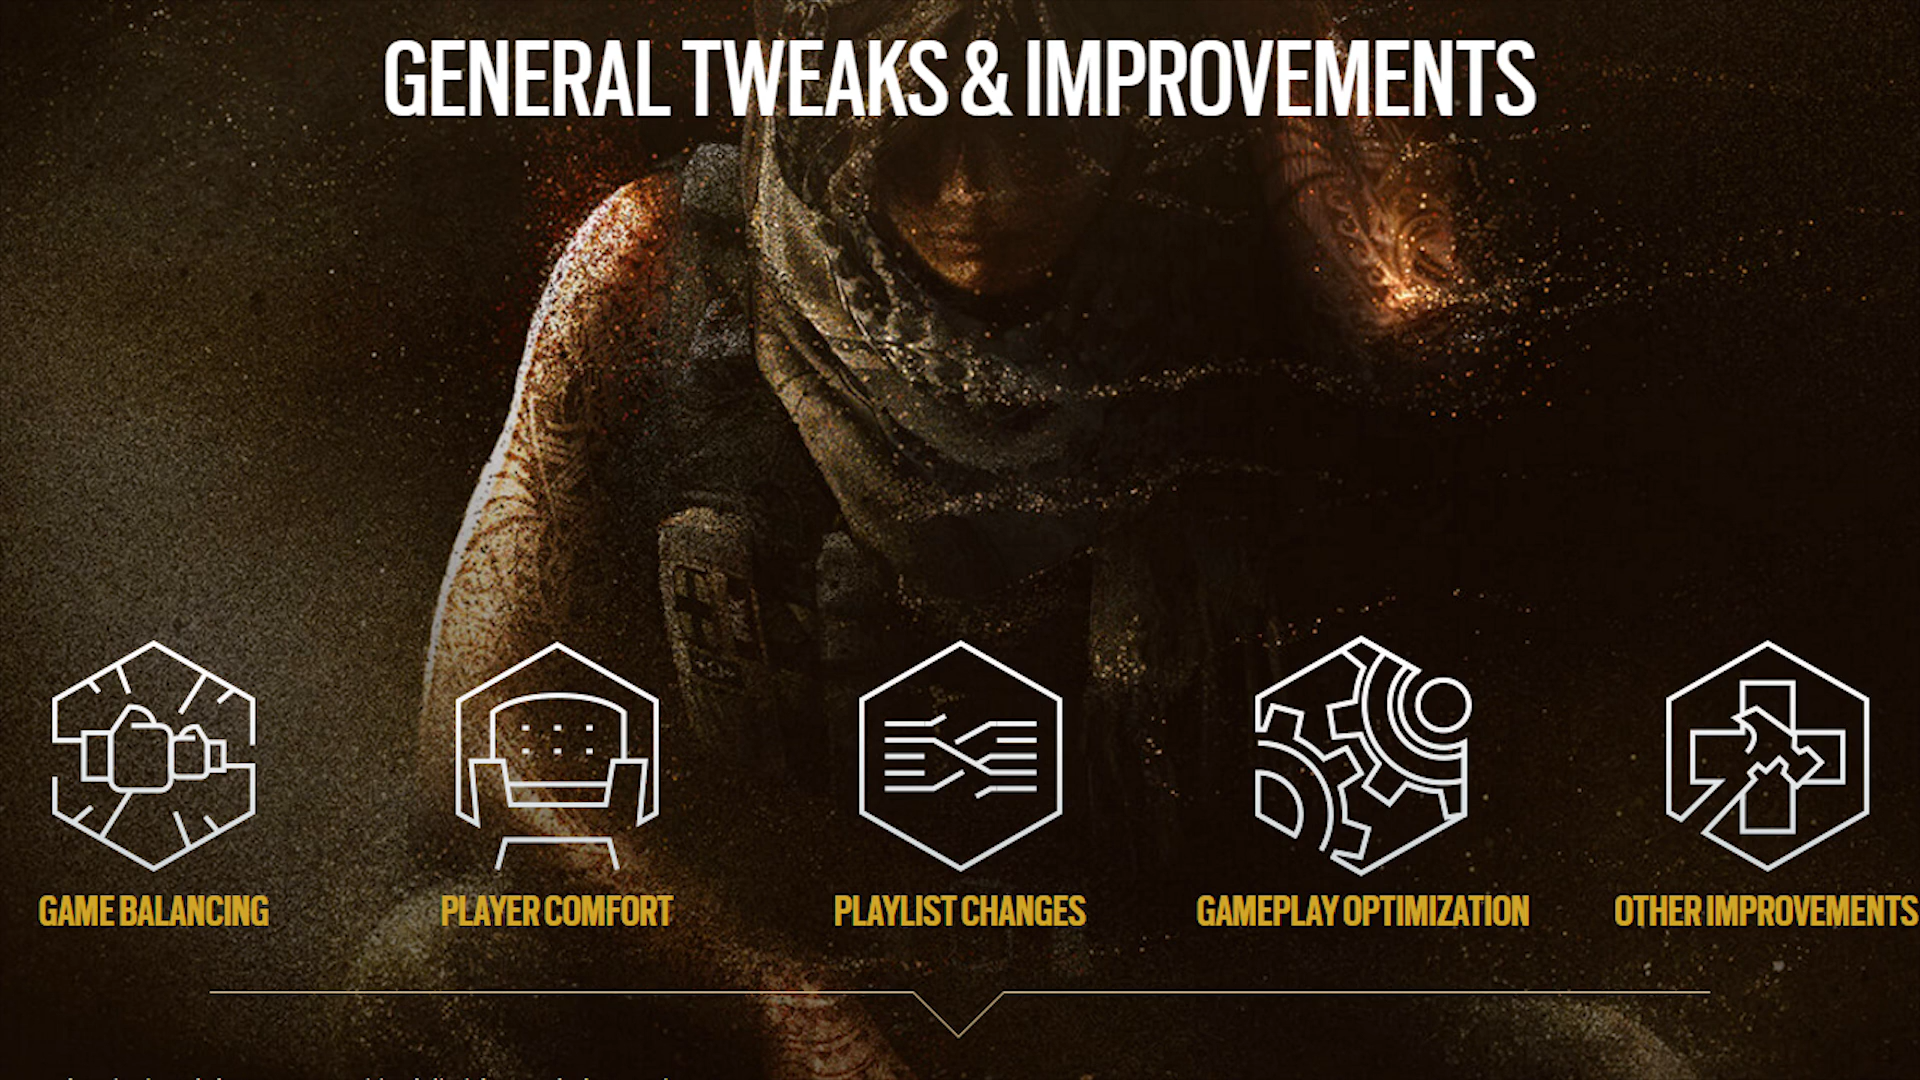 GENERAL TWEAKS & IMPROVEMENTS
GAME BALANCING
PLAYER COMFORT
PLAYLIST CHANGES
GAMEPLAY OPTIMIZATION
OTHER IMPROVEMENTS